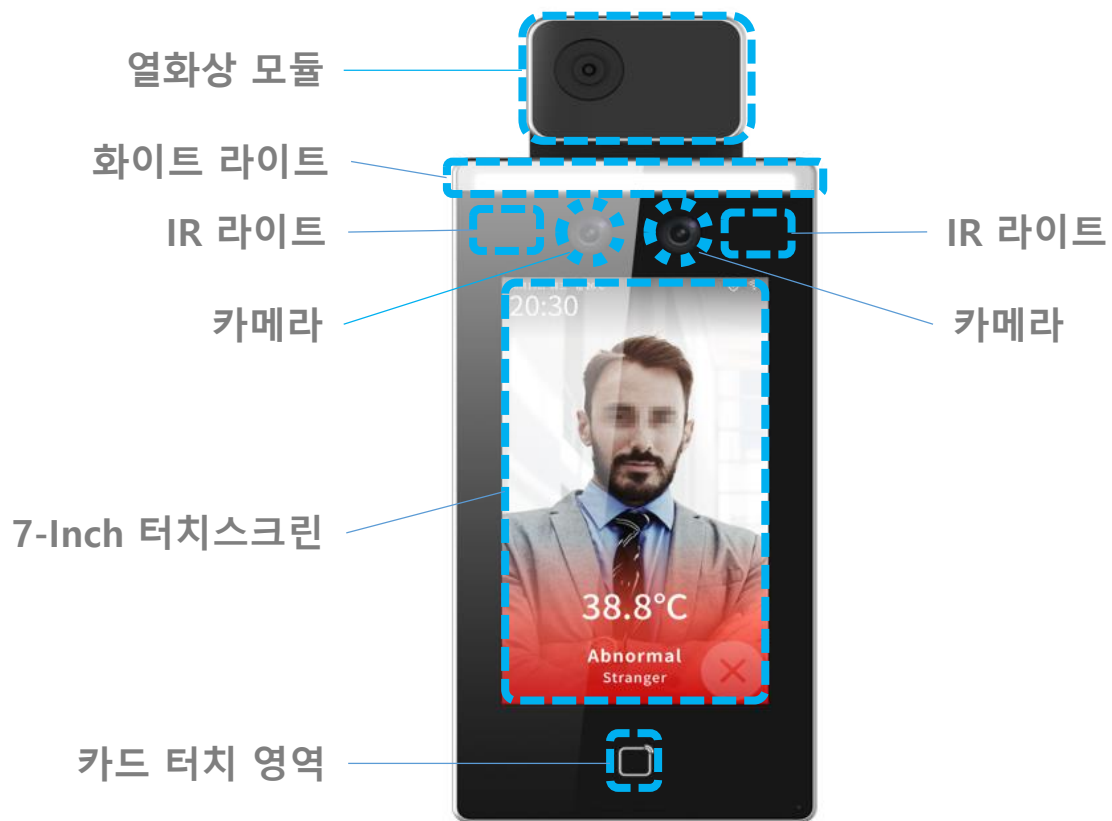 열화상 모듈
화이트 라이트
IR 라이트
IR 라이트
카메라
카메라
20:30
7-Inch 터치스크린
38.8°C
Abnormal
Stranger
카드 터치 영역